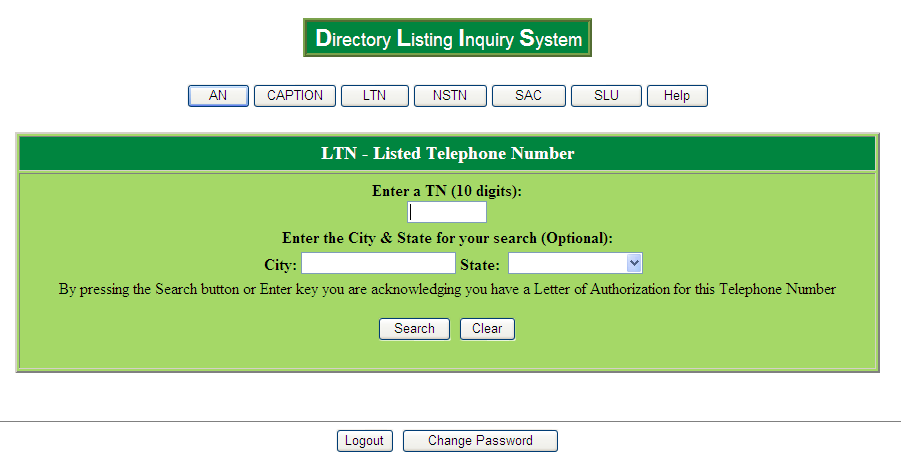 Directory Listing Inquiry System
AN CAPTION LTN NSTN SAC SLU Help
LTN - Listed Telephone Number
Enter a TN (10 digits):
Enter the City & State for your search (Optional):
City: State:
By pressing the Search button or Enter key you are acknowledging you have a Letter of Authorization for this Telephone Number
Search Clear
Logout Change Password